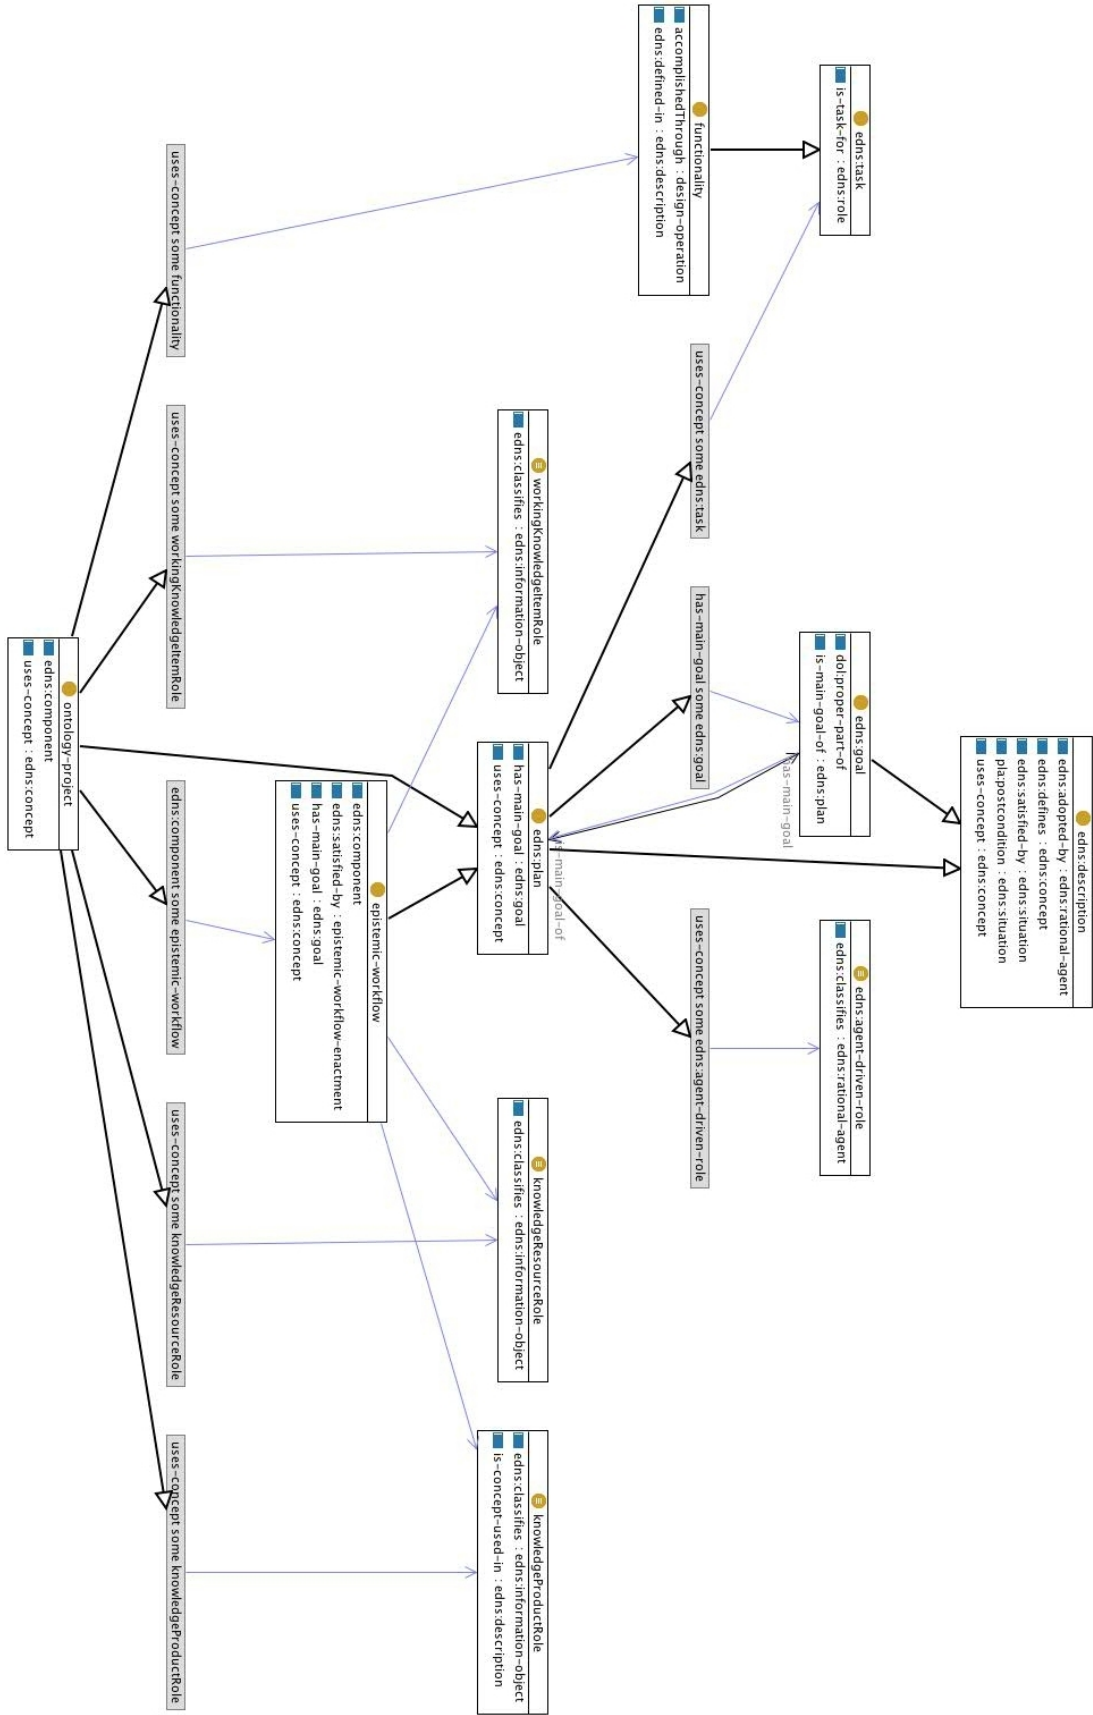 edns:description
edns:adopted-by : edns:rational-agent
edns:defines : edns:concept
edns:satisfied-by : edns:situation
pla:postcondition : edns:situation
uses-concept : edns:concept
edns:task
is-task-for : edns:role
edns:goal
dol:proper-part-of
is-main-goal-of : edns:plan
edns:agent-driven-role
edns:classifies : edns:rational-agent
has-main-goal
functionality
accomplishedThrough : design-operation
edns:defined-in : edns:description
uses-concept some edns:task
has-main-goal some edns:goal
uses-concept some edns:agent-driven-role
is-main-goal-of
workingKnowledgeItemRole
edns:classifies : edns:information-object
edns:plan
has-main-goal : edns:goal
uses-concept : edns:concept
knowledgeResourceRole
edns:classifies : edns:information-object
knowledgeProductRole
edns:classifies : edns:information-object
is-concept-used-in : edns:description
epistemic-workflow
edns:component
edns:satisfied-by : epistemic-workflow-enactment
has-main-goal : edns:goal
uses-concept : edns:concept
uses-concept some functionality
uses-concept some workingKnowledgeItemRole
edns:component some epistemic-workflow
uses-concept some knowledgeResourceRole
uses-concept some knowledgeProductRole
ontology-project
edns:component
uses-concept : edns:concept